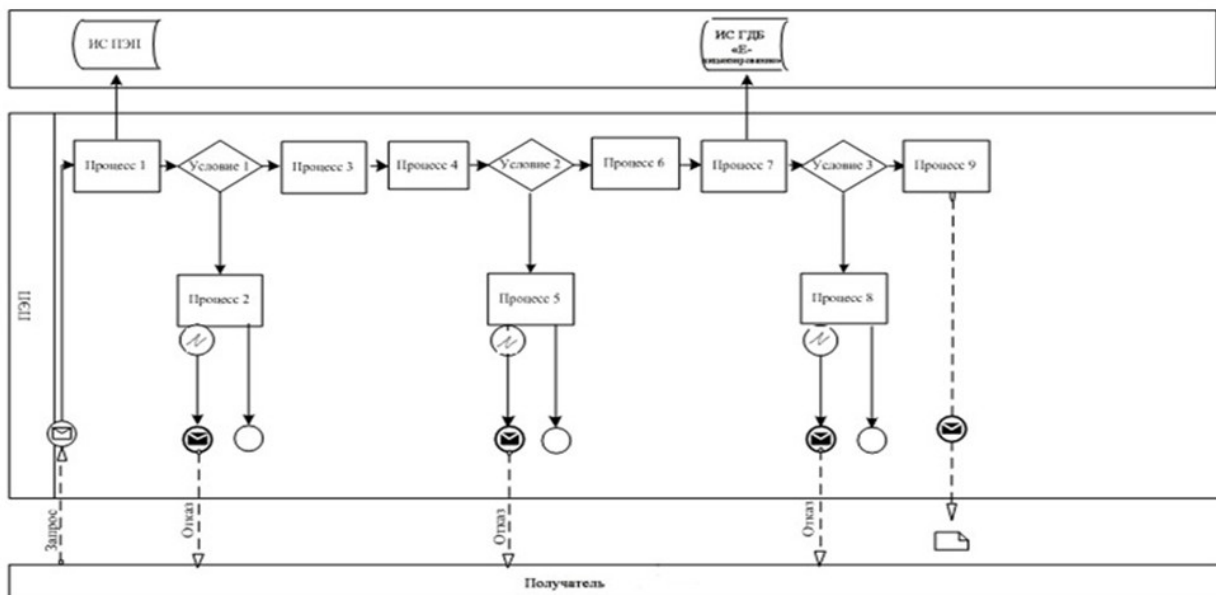 ИС ПЭП
ИС ГДБ
«Е-
лицензирование»
Процесс 1
Условие 1
Процесс 3
Процесс 4
Условие 2
Процесс 6
Процесс 7
Условие 3
Процесс 9
Процесс 2
Процесс 5
Процесс 8
ПЭП
Запрос
Отказ
Отказ
Отказ
Получатель